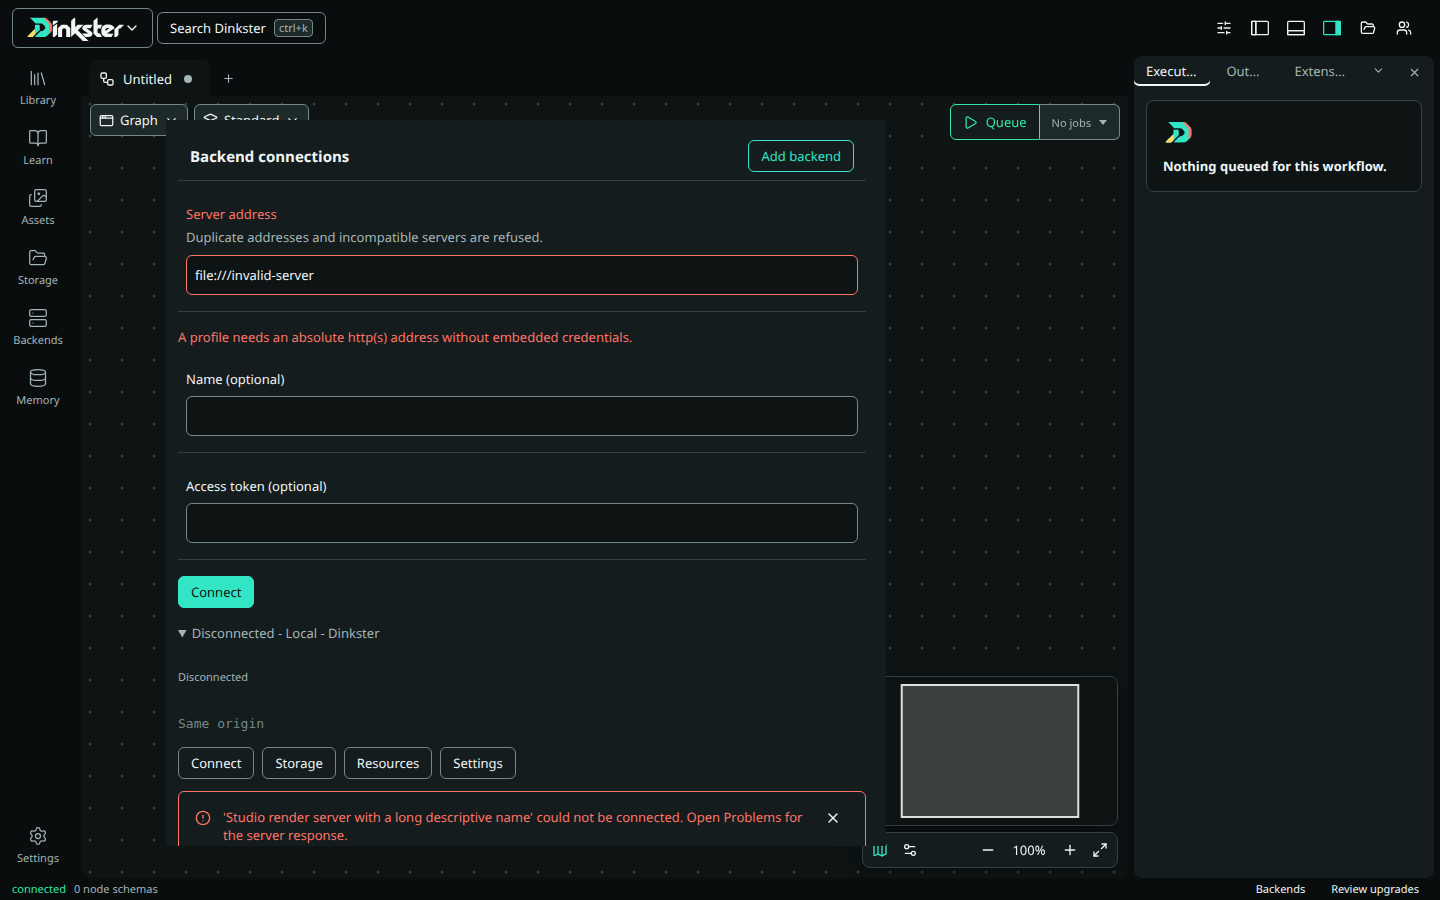 Dinkster
Search Dinkster ctrl+k
Library
Learn
Assets
Storage
Backends
Memory
Settings
Untitled
Graph
Standard
Queue
No jobs
Backend connections
Add backend
Server address
Duplicate addresses and incompatible servers are refused.
file:///invalid-server
A profile needs an absolute http(s) address without embedded credentials.
Name (optional)
Access token (optional)
Connect
Disconnected - Local - Dinkster
Disconnected
Same origin
Connect Storage Resources Settings
'Studio render server with a long descriptive name' could not be connected. Open Problems for
the server response.
100%
Execut... Out... Extens...
Nothing queued for this workflow.
connected 0 node schemas
Backends Review upgrades